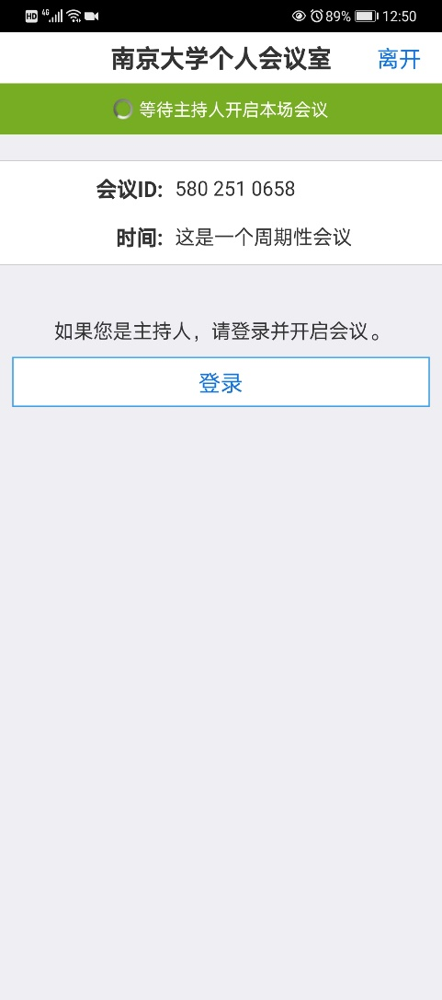 HD 4G 89% 12:50
南京大学个人会议室 离开
等待主持人开启本场会议
会议ID: 580 251 0658
时间: 这是一个周期性会议
如果您是主持人，请登录并开启会议。
登录